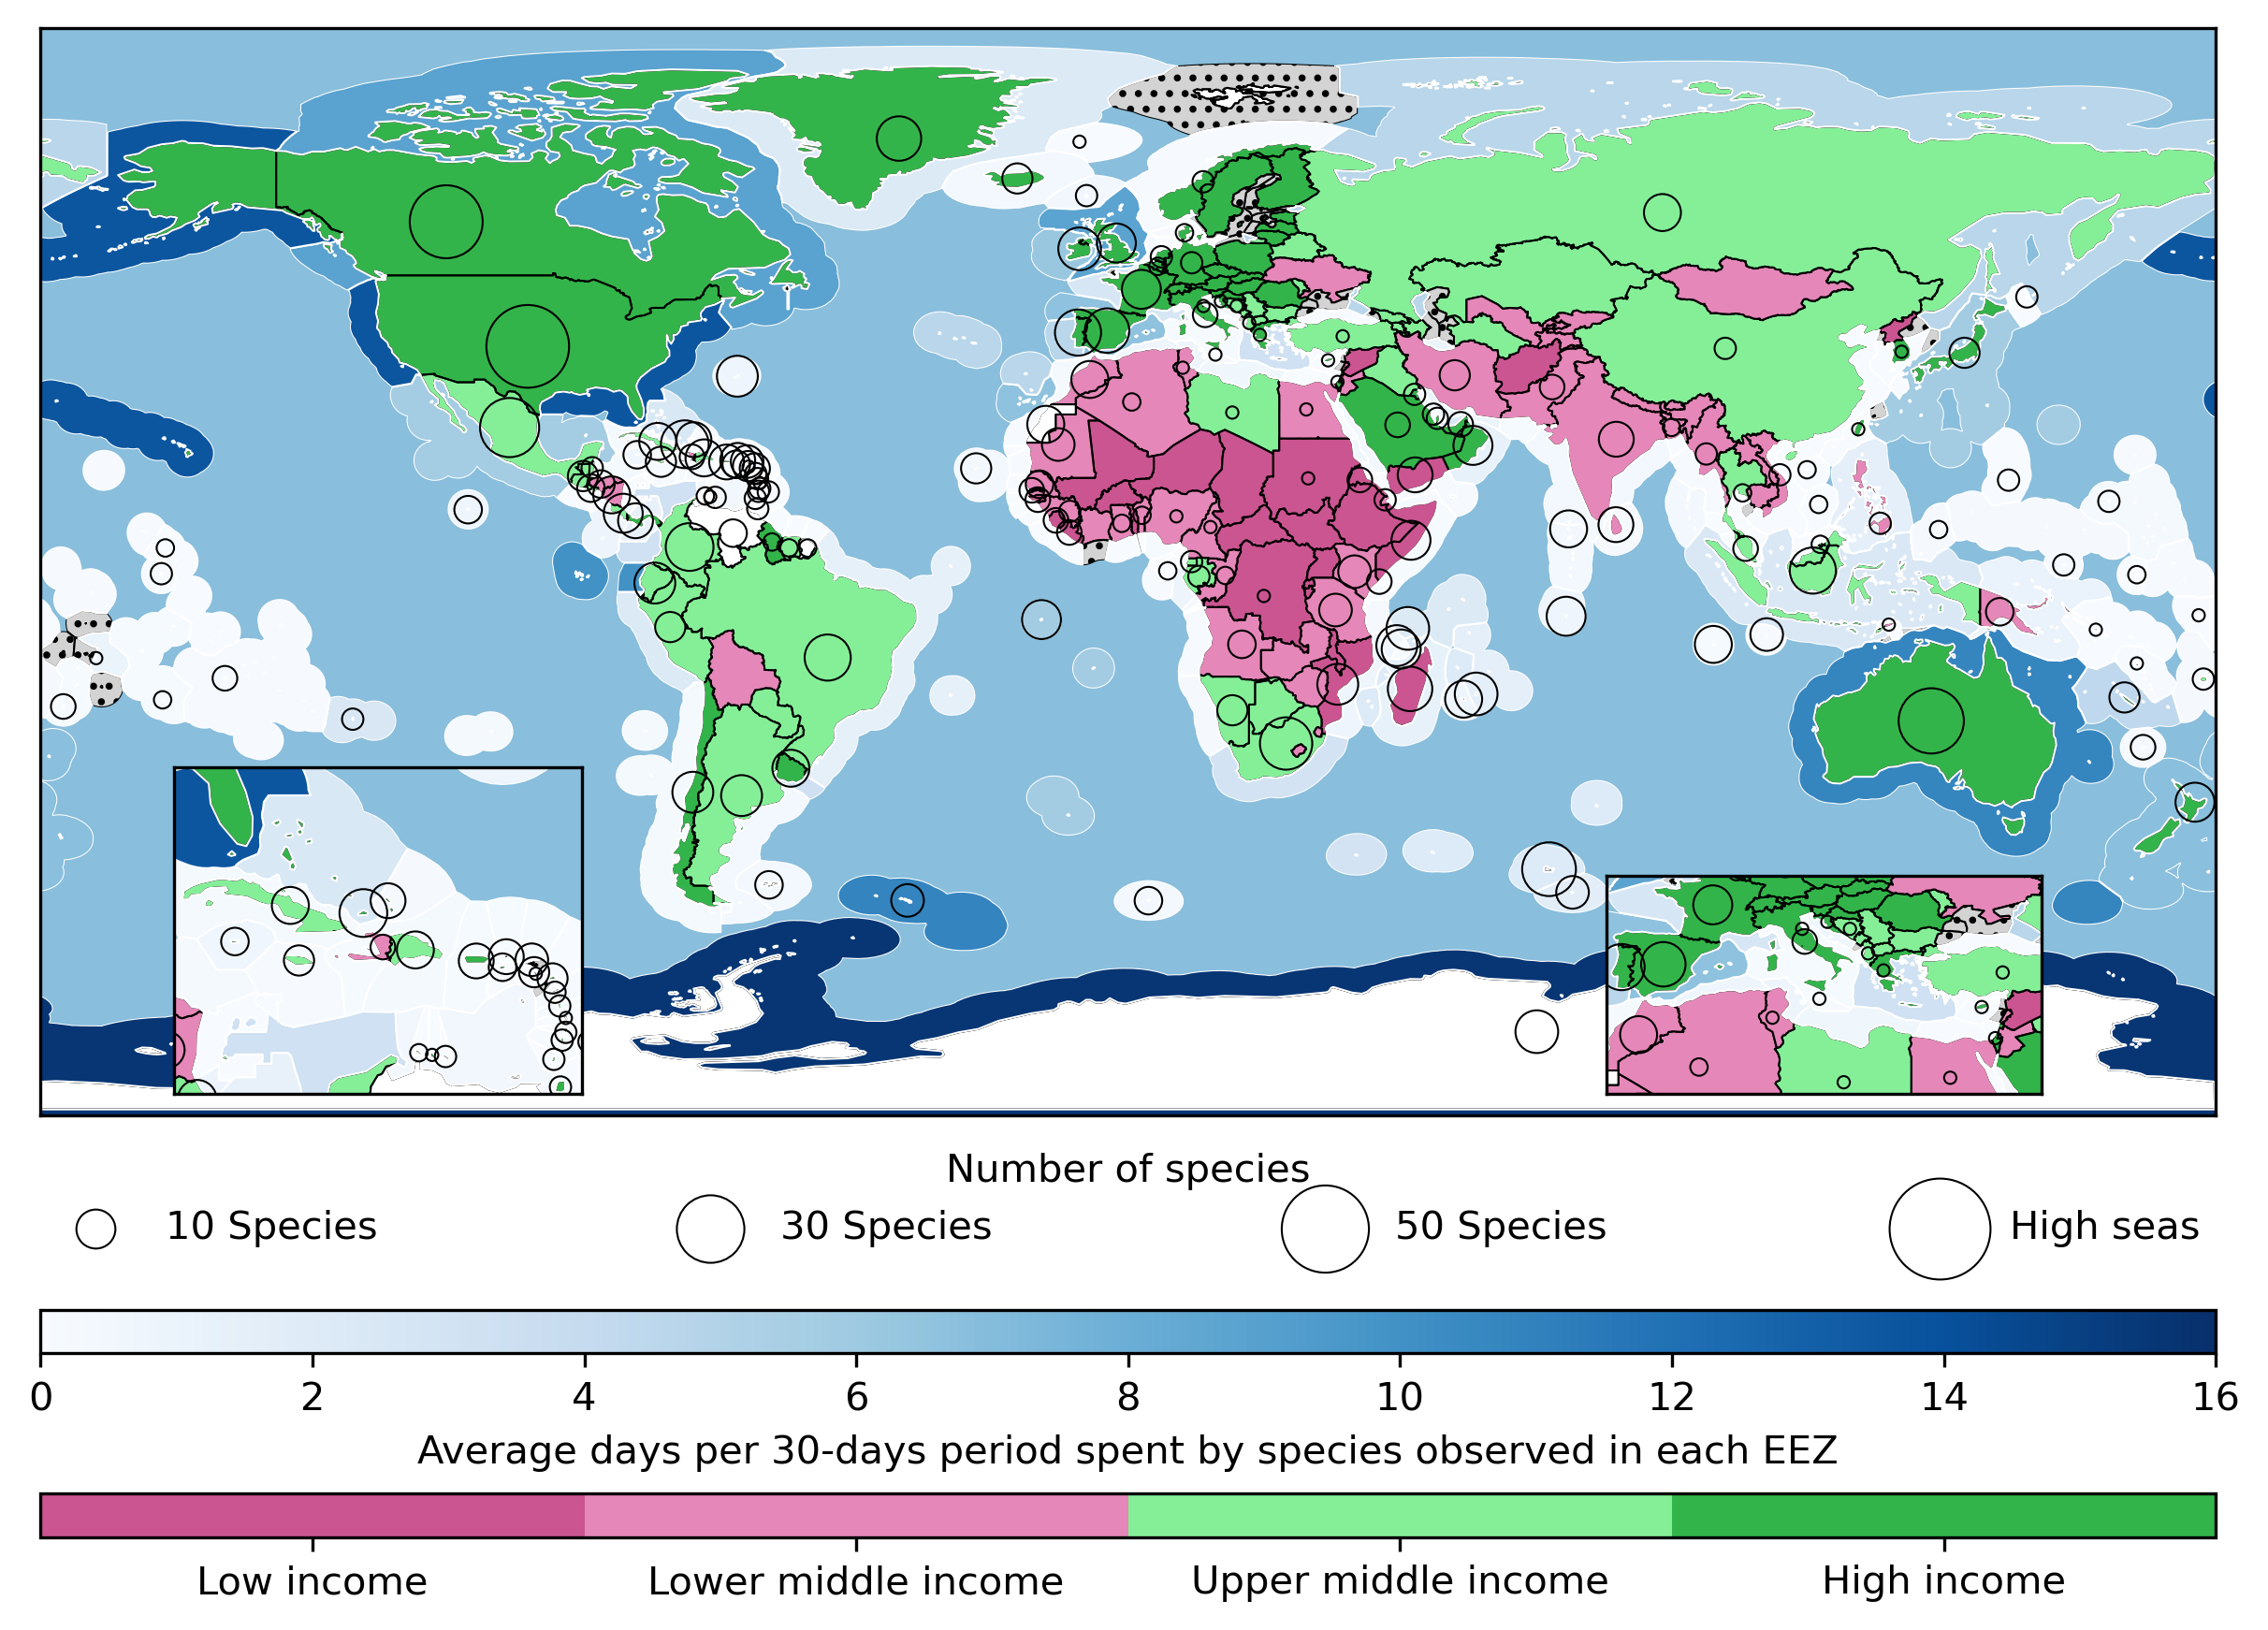 Number of species
10 Species 30 Species 50 Species High seas
0 2 4 6 8 10 12 14 16
Average days per 30-days period spent by species observed in each EEZ
Low income Lower middle income Upper middle income High income